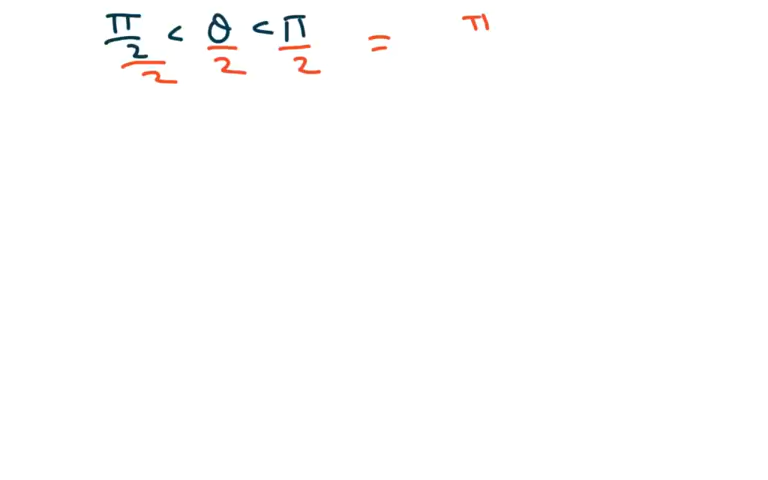 π/2/2 < θ/2 < π/2 = π